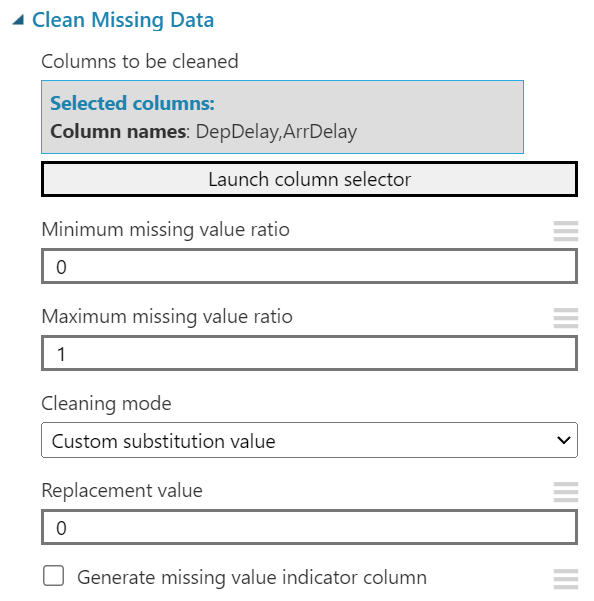 Clean Missing Data
Columns to be cleaned
Selected columns:
Column names: DepDelay,ArrDelay
Launch column selector
Minimum missing value ratio
0
Maximum missing value ratio
1
Cleaning mode
Custom substitution value
Replacement value
0
Generate missing value indicator column